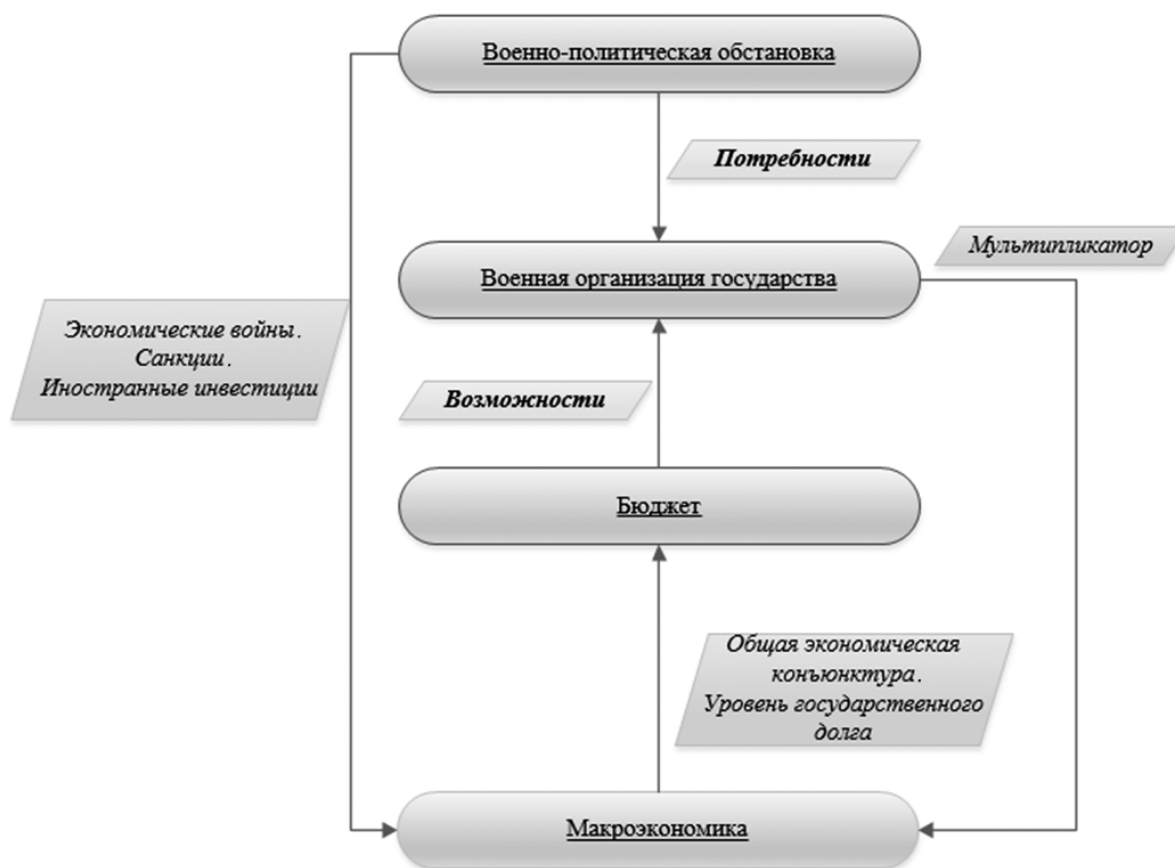 Военно-политическая обстановка
Потребности
Мультипликатор
Военная организация государства
Экономические войны.
Санкции.
Иностранные инвестиции
Возможности
Бюджет
Общая экономическая
конъюнктура.
Уровень государственного
долга
Макроэкономика